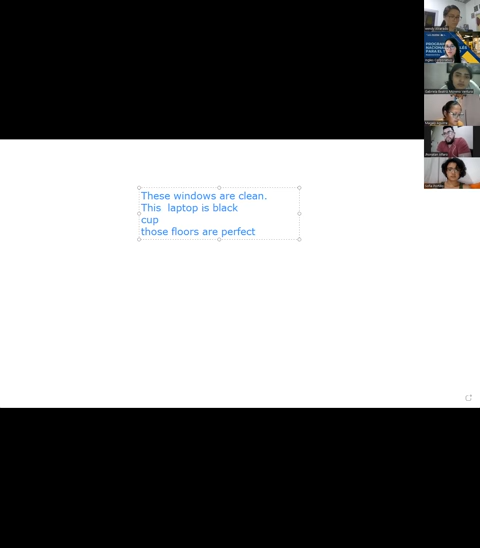 These windows are clean.
This  laptop is black
cup
those floors are perfect